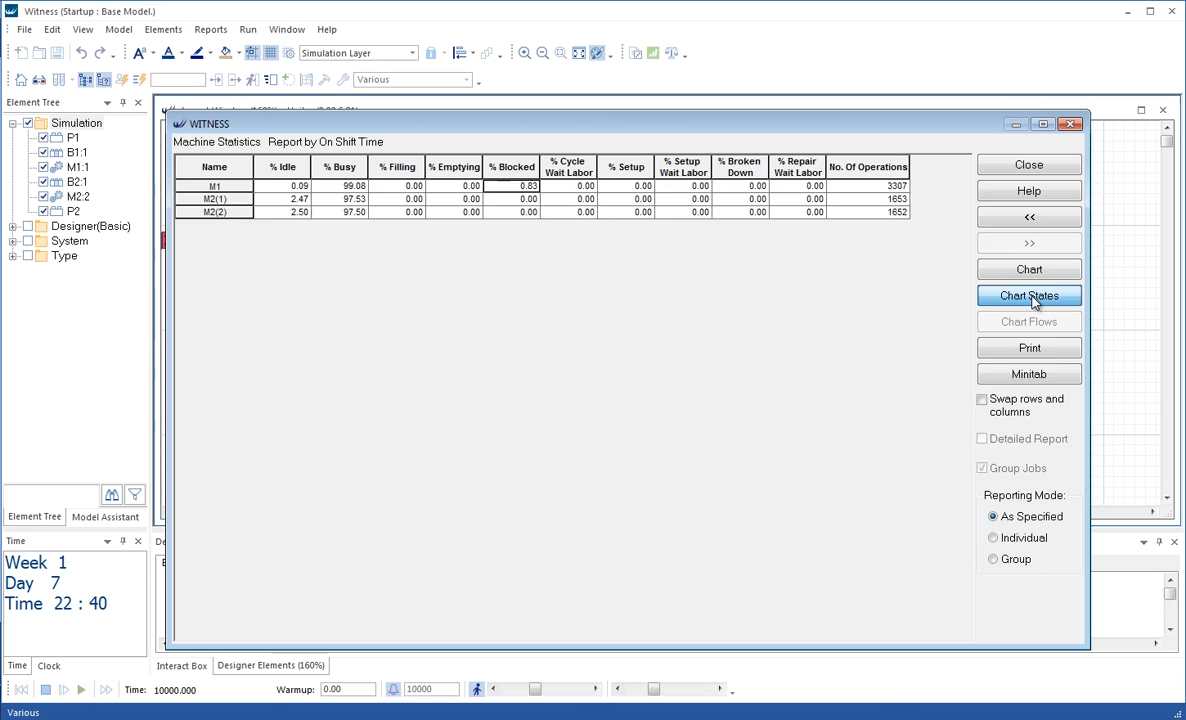 Witness (Startup : Base Model.)
File Edit View Model Elements Reports Run Window Help
Simulation Layer
Various
Element Tree
Simulation
P1
B1:1
M1:1
B2:1
M2:2
P2
Designer(Basic)
System
Type
Element Tree Model Assistant
Time
Week 1
Day 7
Time 22 : 40
Time Clock
WITNESS
Machine Statistics Report by On Shift Time
Name % Idle % Busy % Filling % Emptying % Blocked % Cycle Wait Labor % Setup % Setup Wait Labor % Broken Down % Repair Wait Labor No. Of Operations
M1 0.09 99.08 0.00 0.00 0.83 0.00 0.00 0.00 0.00 0.00 3307
M2(1) 2.47 97.53 0.00 0.00 0.00 0.00 0.00 0.00 0.00 0.00 1653
M2(2) 2.50 97.50 0.00 0.00 0.00 0.00 0.00 0.00 0.00 0.00 1652
Close
Help
<<
>>
Chart
Chart States
Chart Flows
Print
Minitab
Swap rows and
columns
Detailed Report
Group Jobs
Reporting Mode:
As Specified
Individual
Group
Interact Box Designer Elements (160%)
Time: 10000.000 Warmup: 0.00 10000
Various